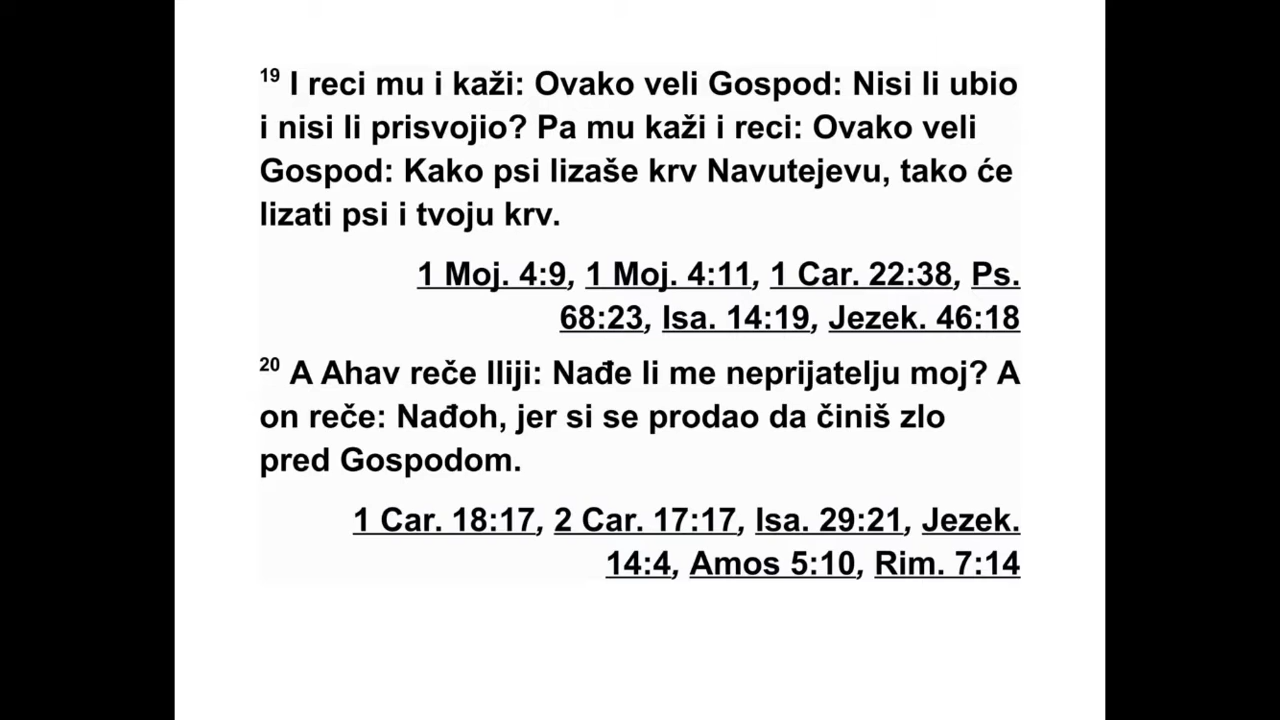 19 I reci mu i kaži: Ovako veli Gospod: Nisi li ubio
i nisi li prisvojio? Pa mu kaži i reci: Ovako veli
Gospod: Kako psi lizaše krv Navutejevu, tako će
lizati psi i tvoju krv.
1 Moj. 4:9, 1 Moj. 4:11, 1 Car. 22:38, Ps.
68:23, Isa. 14:19, Jezek. 46:18
20 A Ahav reče Iliji: Nađe li me neprijatelju moj? A
on reče: Nađoh, jer si se prodao da činiš zlo
pred Gospodom.
1 Car. 18:17, 2 Car. 17:17, Isa. 29:21, Jezek.
14:4, Amos 5:10, Rim. 7:14